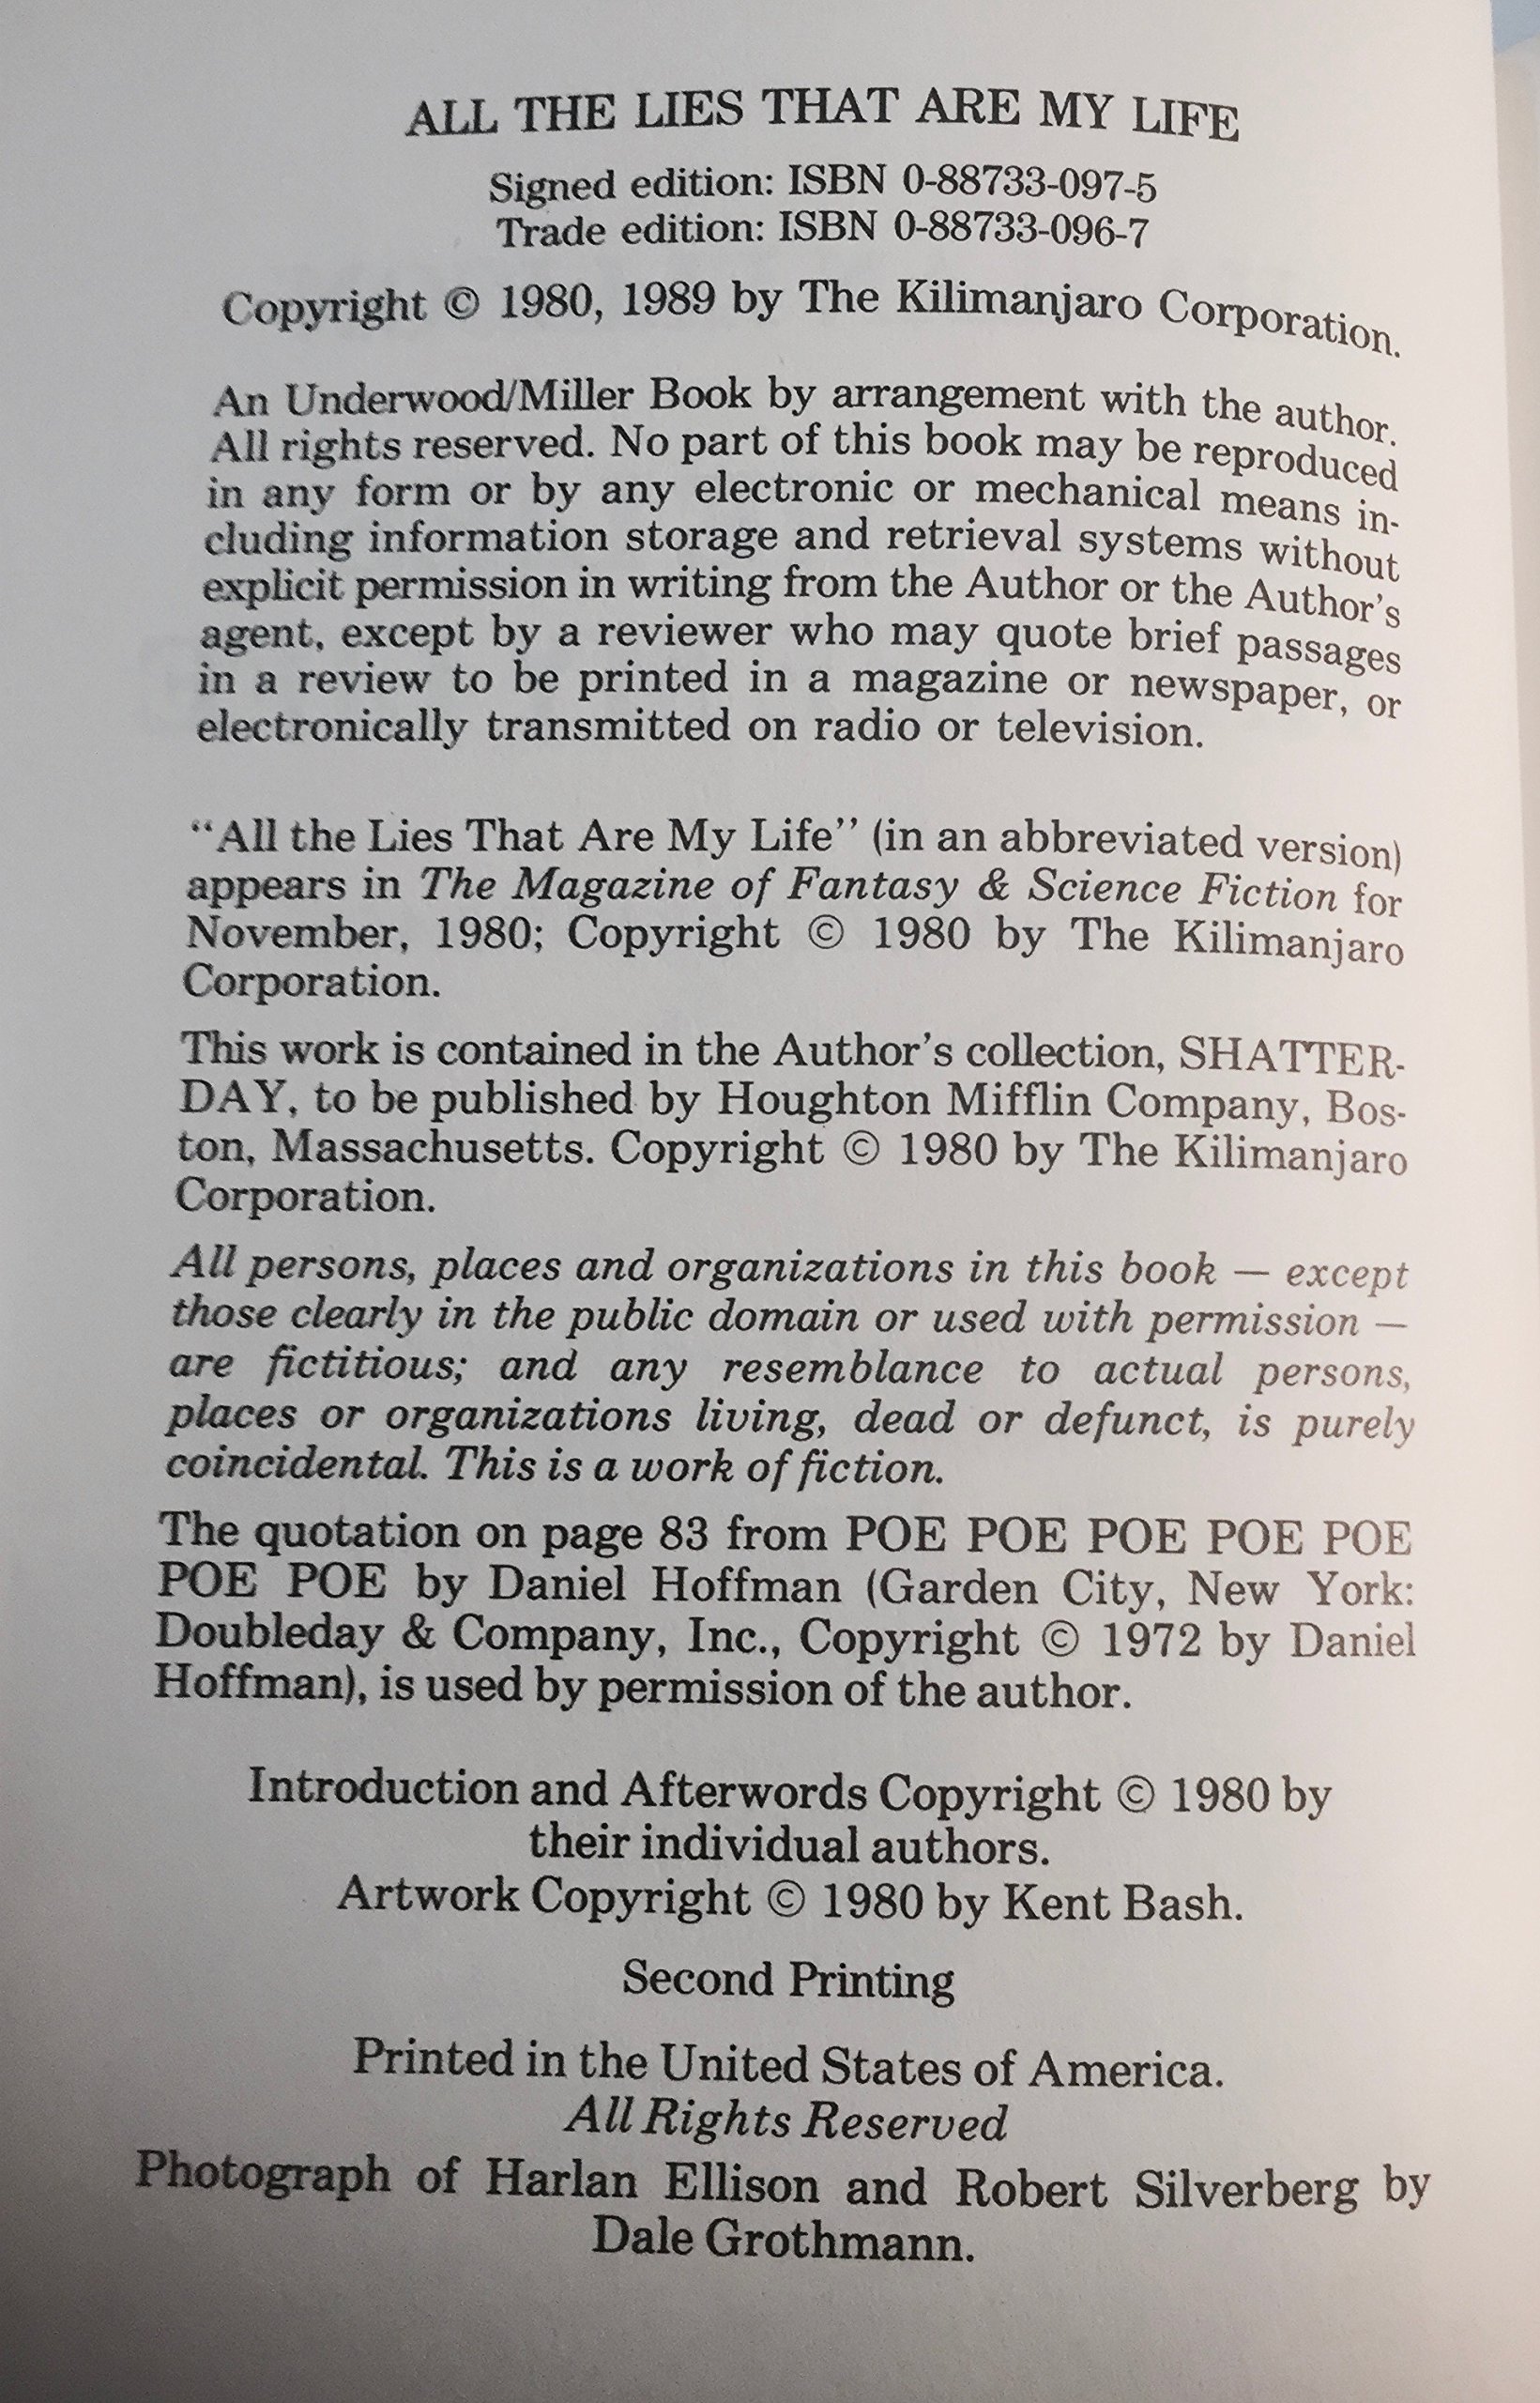 ALL THE LIES THAT ARE MY LIFE
Signed edition: ISBN 0-88733-097-5
Trade edition: ISBN 0-88733-096-7
Copyright © 1980, 1989 by The Kilimanjaro Corporation.
An Underwood/Miller Book by arrangement with the author.
All rights reserved. No part of this book may be reproduced
in any form or by any electronic or mechanical means in-
cluding information storage and retrieval systems without
explicit permission in writing from the Author or the Author's
agent, except by a reviewer who may quote brief passages
in a review to be printed in a magazine or newspaper, or
electronically transmitted on radio or television.
“All the Lies That Are My Life” (in an abbreviated version)
appears in The Magazine of Fantasy & Science Fiction for
November, 1980; Copyright © 1980 by The Kilimanjaro
Corporation.
This work is contained in the Author's collection, SHATTER-
DAY, to be published by Houghton Mifflin Company, Bos-
ton, Massachusetts. Copyright © 1980 by The Kilimanjaro
Corporation.
All persons, places and organizations in this book — except
those clearly in the public domain or used with permission —
are fictitious; and any resemblance to actual persons,
places or organizations living, dead or defunct, is purely
coincidental. This is a work of fiction.
The quotation on page 83 from POE POE POE POE POE
POE POE by Daniel Hoffman (Garden City, New York:
Doubleday & Company, Inc., Copyright © 1972 by Daniel
Hoffman), is used by permission of the author.
Introduction and Afterwords Copyright © 1980 by
their individual authors.
Artwork Copyright © 1980 by Kent Bash.
Second Printing
Printed in the United States of America.
All Rights Reserved
Photograph of Harlan Ellison and Robert Silverberg by
Dale Grothmann.